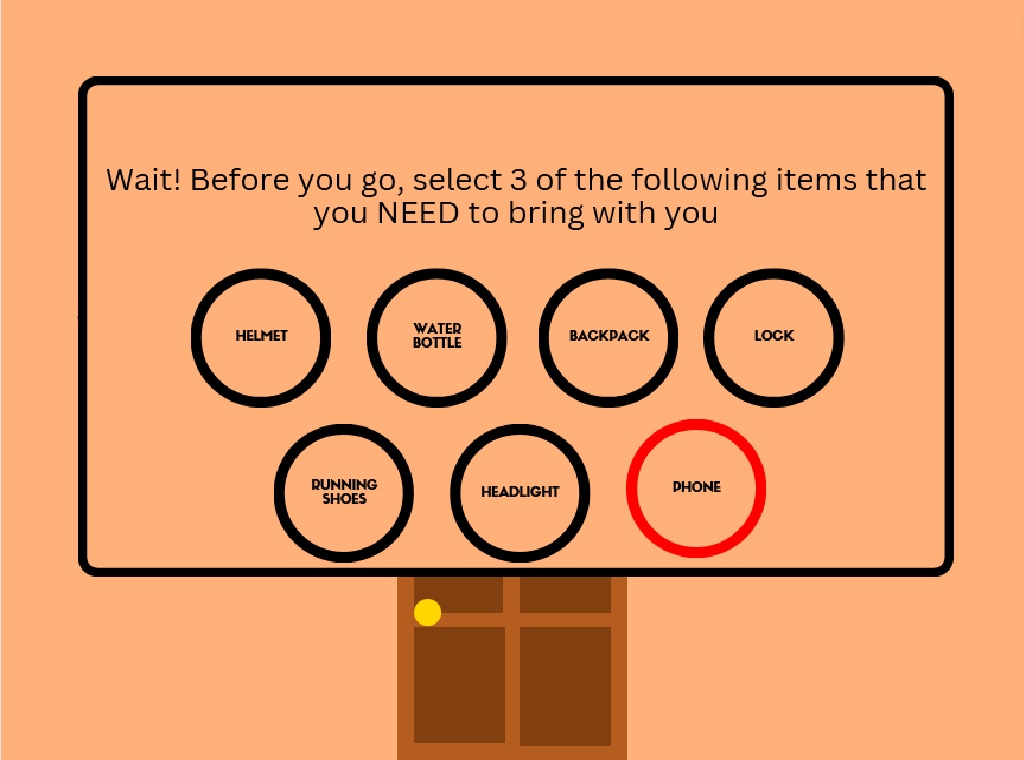 Wait! Before you go, select 3 of the following items that
you NEED to bring with you
HELMET
WATER
BOTTLE
BACKPACK
LOCK
RUNNING
SHOES
HEADLIGHT
PHONE